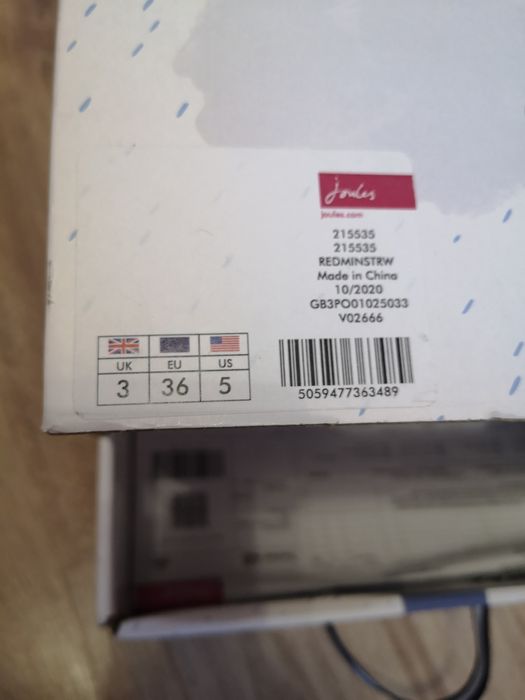 Joules
joules.com
215535
215535
REDMINSTRW
Made in China
10/2020
GB3PO01025033
V02666
UK EU US
3 36 5
5059477363489